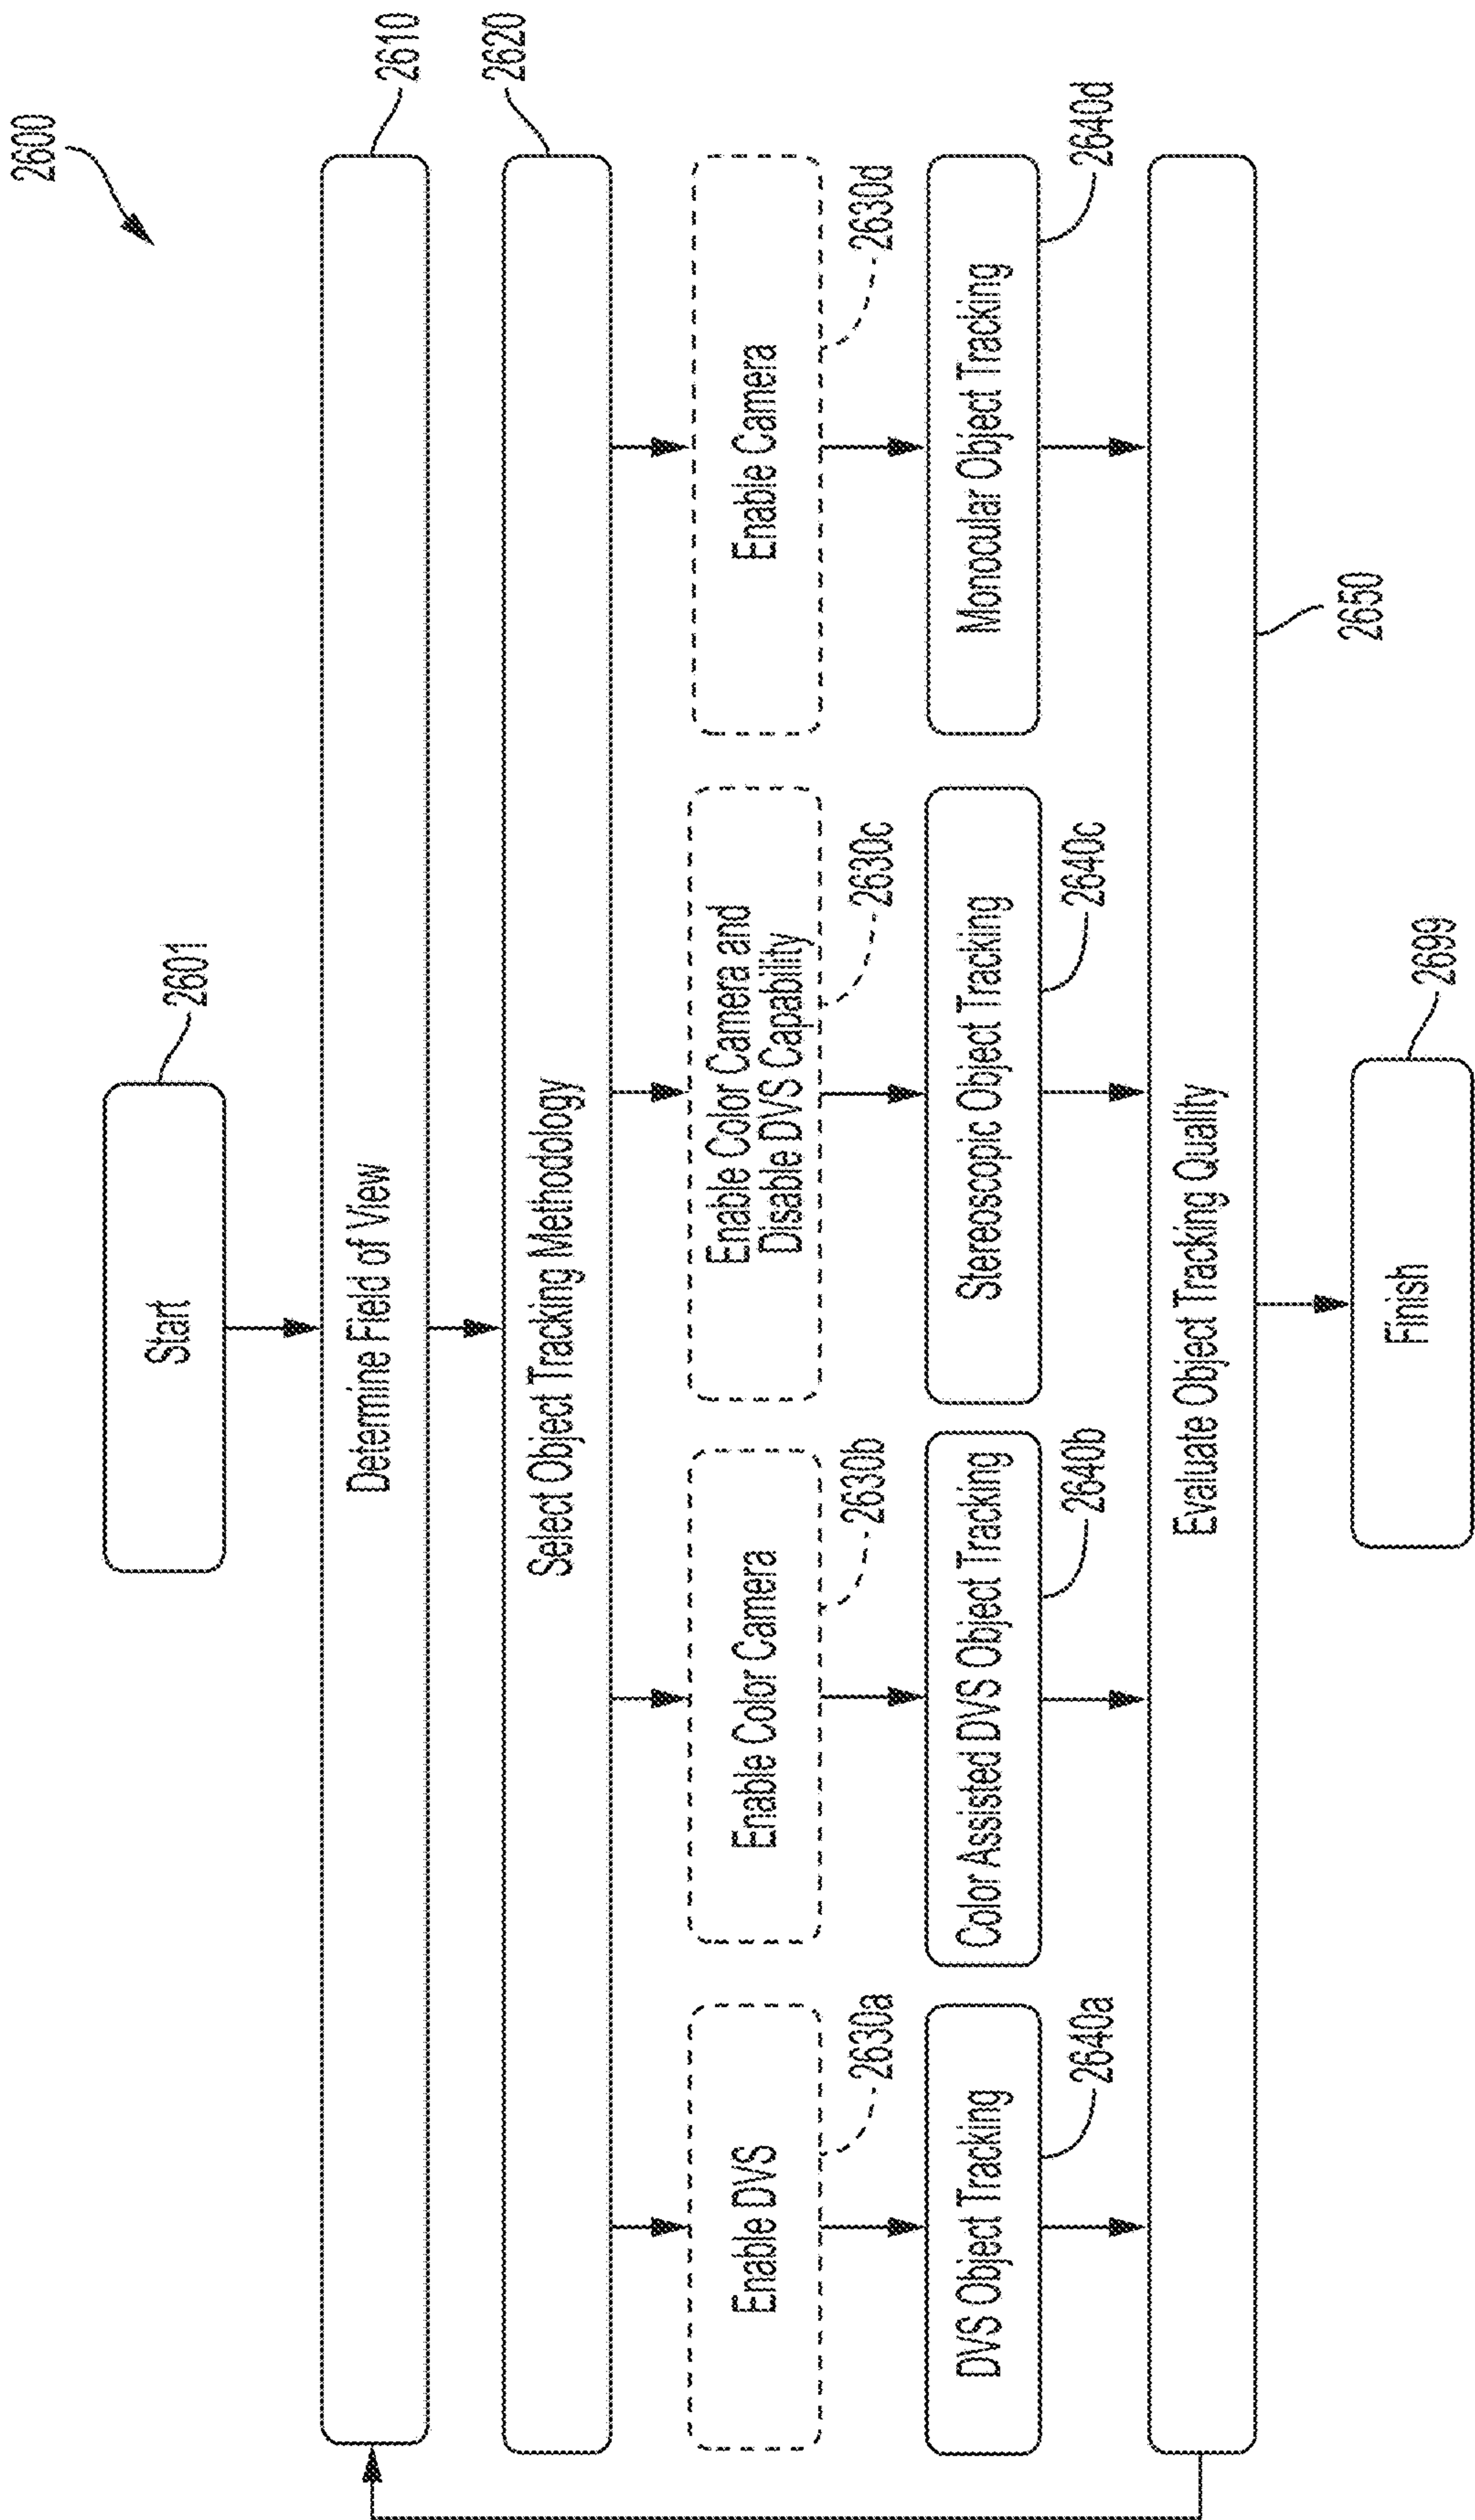 2600
Start
2601
Determine Field of View
2610
Select Object Tracking Methodology
2620
Enable DVS
2630a
Enable Color Camera
2630b
Enable Color Camera and
Disable DVS Capability
2630c
Enable Camera
2630d
DVS Object Tracking
2640a
Color Assisted DVS Object Tracking
2640b
Stereoscopic Object Tracking
2640c
Monocular Object Tracking
2640d
Evaluate Object Tracking Quality
2650
Finish
2699